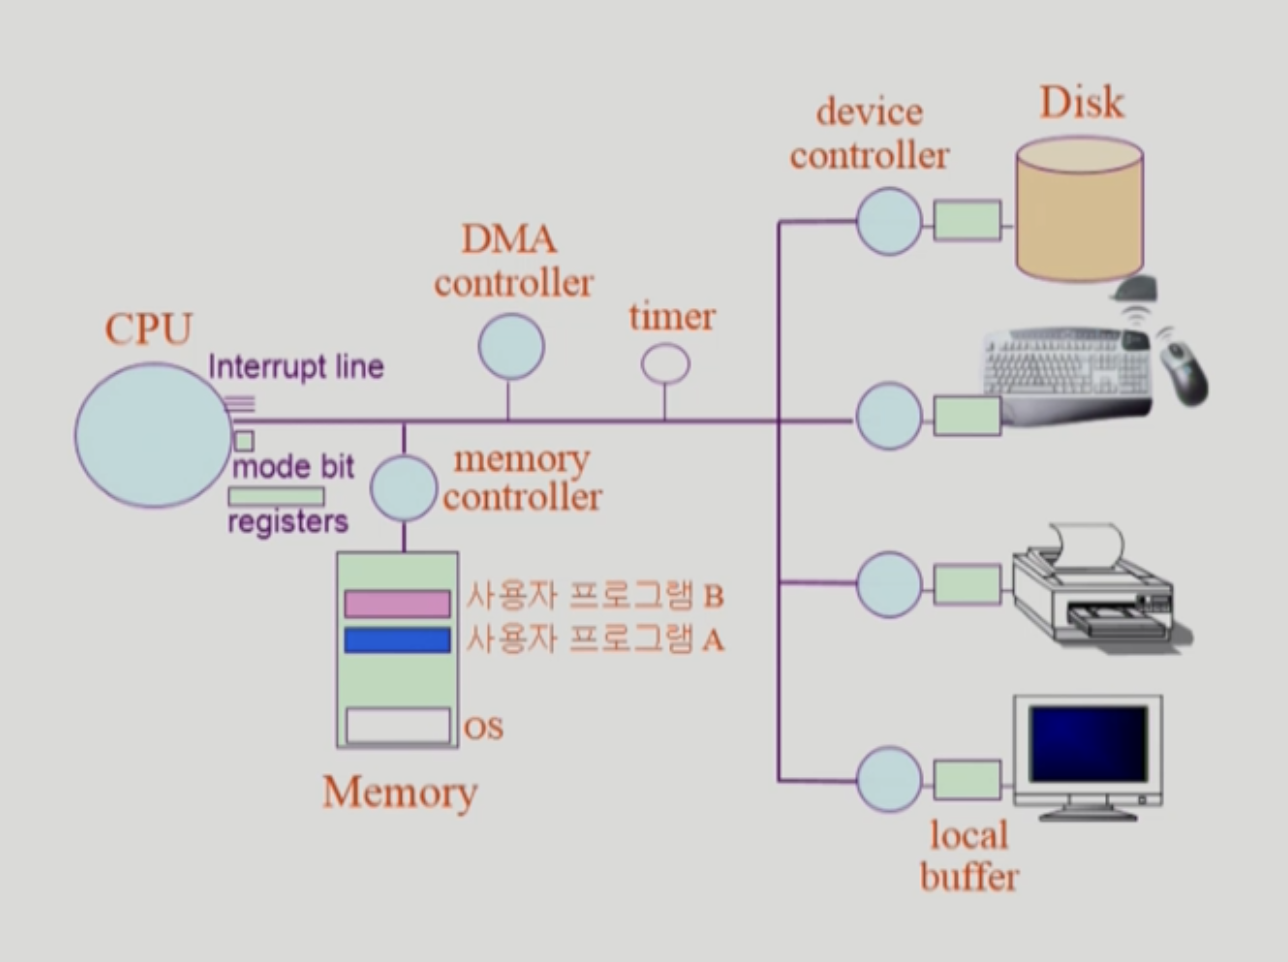 device
controller
Disk
DMA
controller
timer
CPU
Interrupt line
mode bit
registers
memory
controller
사용자 프로그램 B
사용자 프로그램 A
OS
Memory
local
buffer